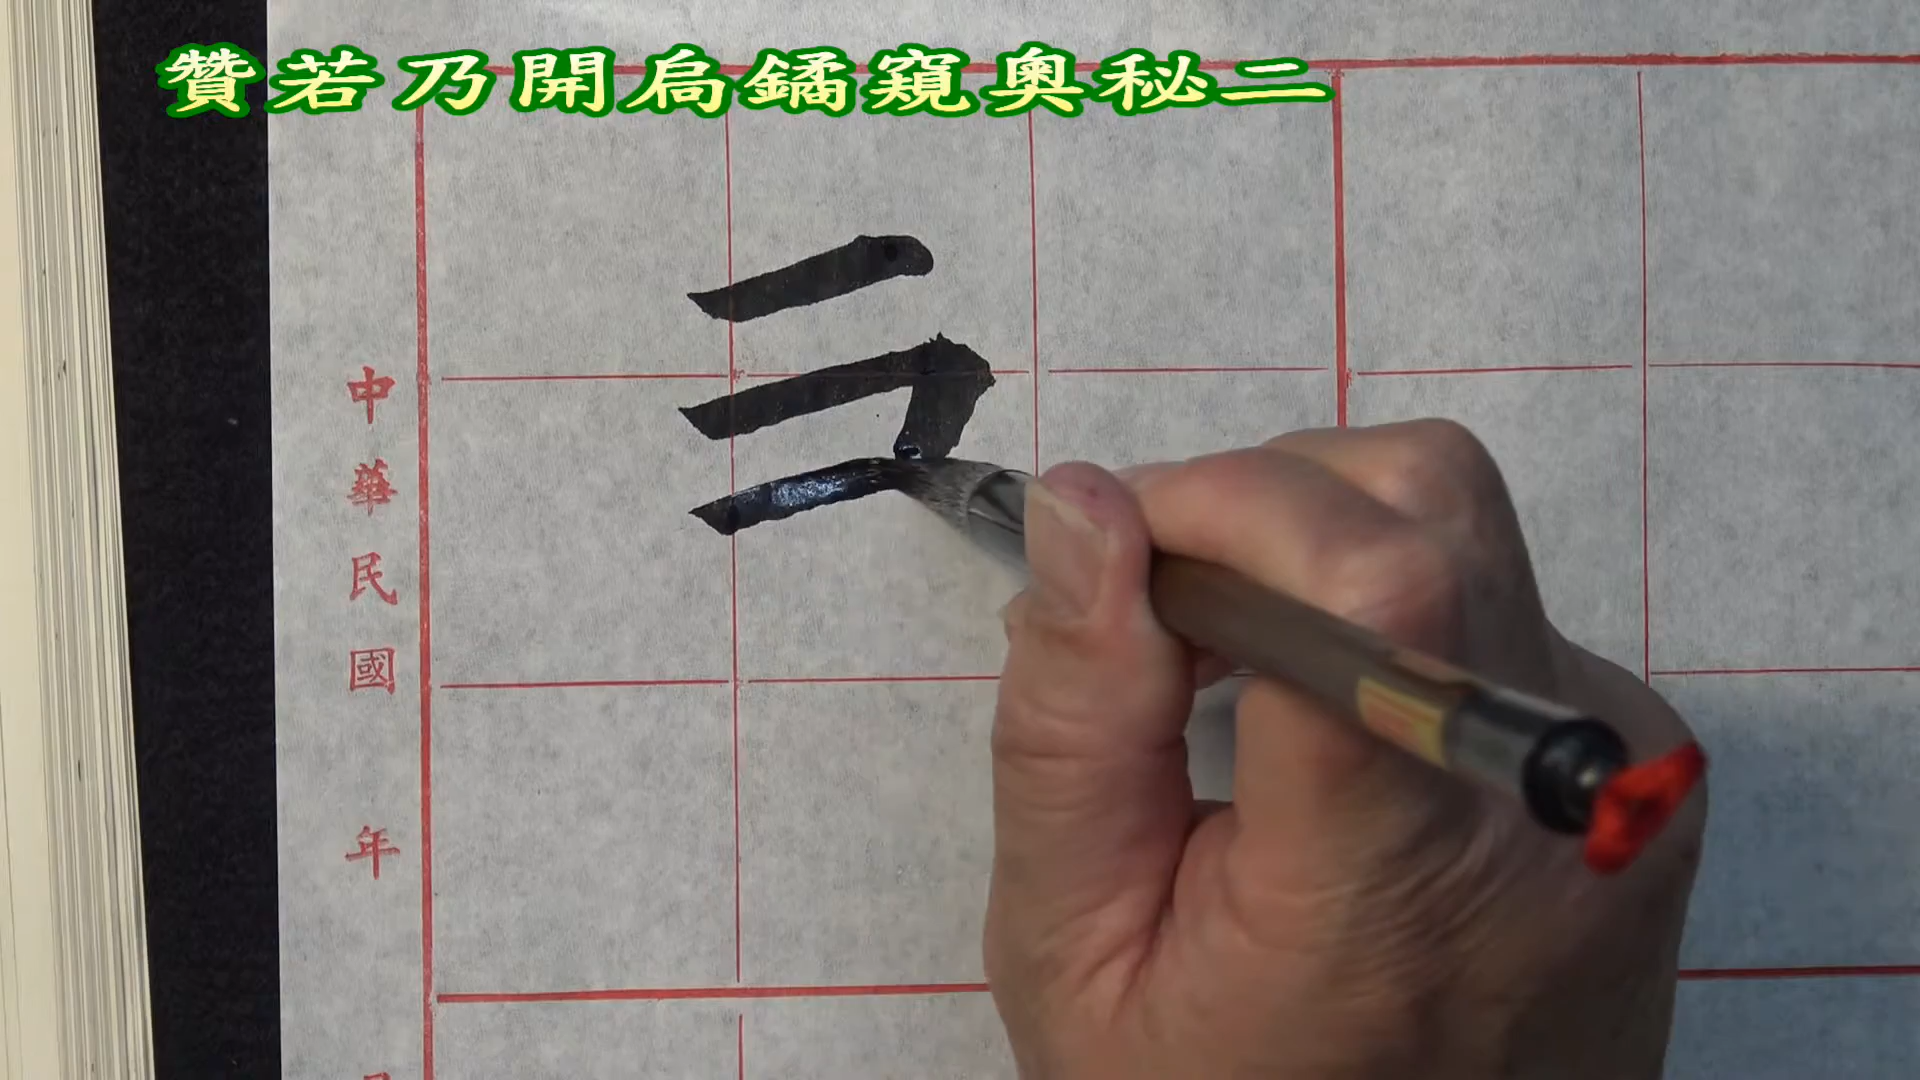 贊若乃開扃鐍窺奧秘二
中華民國 年